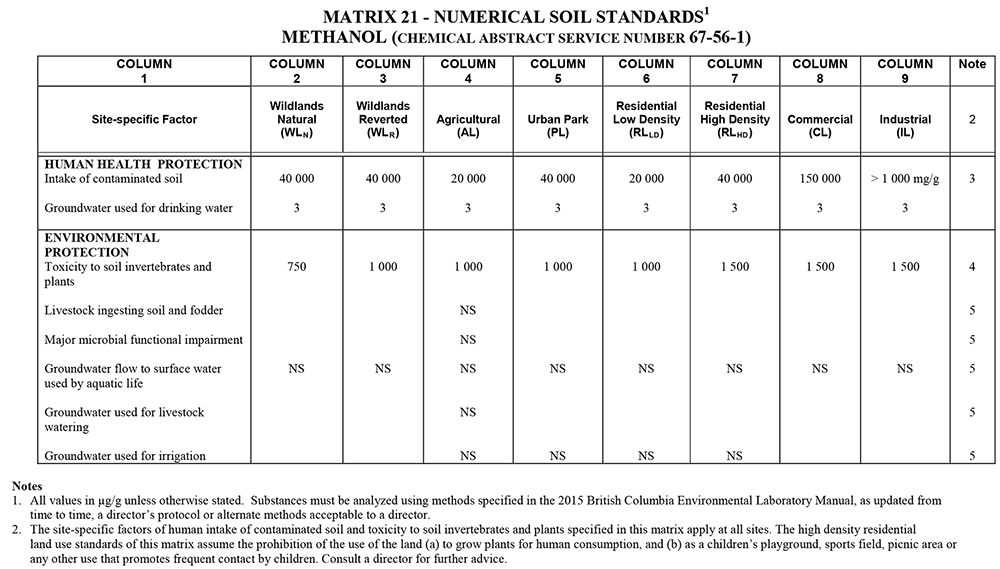 MATRIX 21 - NUMERICAL SOIL STANDARDS1
METHANOL (CHEMICAL ABSTRACT SERVICE NUMBER 67-56-1)
COLUMN 1 COLUMN 2 COLUMN 3 COLUMN 4 COLUMN 5 COLUMN 6 COLUMN 7 COLUMN 8 COLUMN 9 Note
Site-specific Factor Wildlands Natural (WLN) Wildlands Reverted (WLR) Agricultural (AL) Urban Park (PL) Residential Low Density (RLLD) Residential High Density (RLHD) Commercial (CL) Industrial (IL) 2
HUMAN HEALTH PROTECTION
Intake of contaminated soil 40 000 40 000 20 000 40 000 20 000 40 000 150 000 > 1 000 mg/g 3
Groundwater used for drinking water 3 3 3 3 3 3 3 3
ENVIRONMENTAL
PROTECTION
Toxicity to soil invertebrates and 750 1 000 1 000 1 000 1 000 1 500 1 500 1 500 4
plants
Livestock ingesting soil and fodder NS 5
Major microbial functional impairment NS 5
Groundwater flow to surface water NS NS NS NS NS NS NS NS 5
used by aquatic life
Groundwater used for livestock NS 5
watering
Groundwater used for irrigation NS NS NS NS 5
Notes
1. All values in µg/g unless otherwise stated. Substances must be analyzed using methods specified in the 2015 British Columbia Environmental Laboratory Manual, as updated from
time to time, a director's protocol or alternate methods acceptable to a director.
2. The site-specific factors of human intake of contaminated soil and toxicity to soil invertebrates and plants specified in this matrix apply at all sites. The high density residential
land use standards of this matrix assume the prohibition of the use of the land (a) to grow plants for human consumption, and (b) as a children's playground, sports field, picnic area or
any other use that promotes frequent contact by children. Consult a director for further advice.